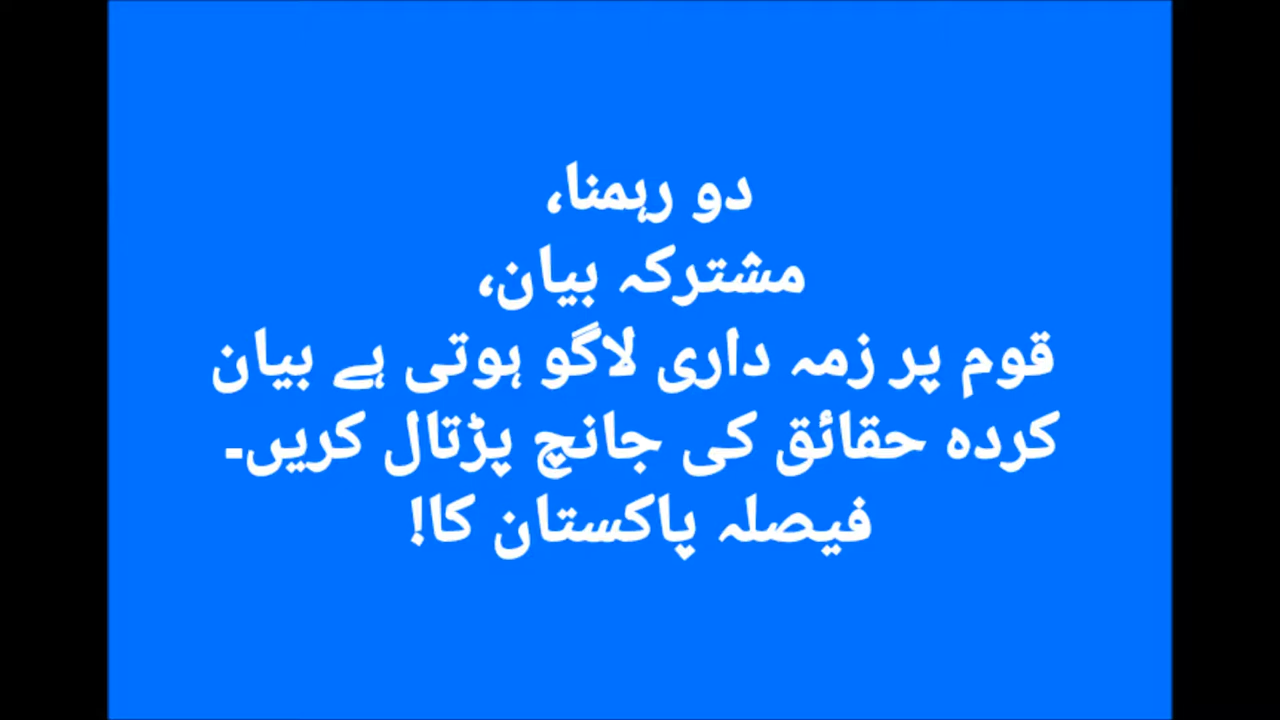 دو رہمنا،
مشترکہ بیان،
قوم پر زمہ داری لاگو ہوتی ہے بیان
کردہ حقائق کی جانچ پڑتال کریں۔
فیصلہ پاکستان کا!